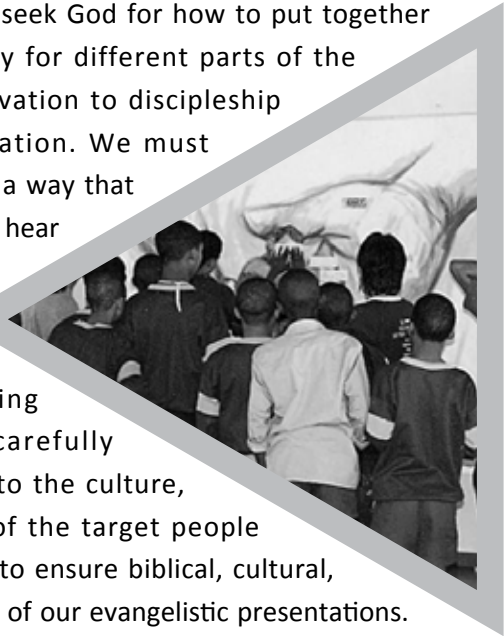 seek God for how to put together
y for different parts of the
vation to discipleship
ation. We must
a way that
hear
ing
carefully
to the culture,
of the target people
to ensure biblical, cultural,
of our evangelistic presentations.